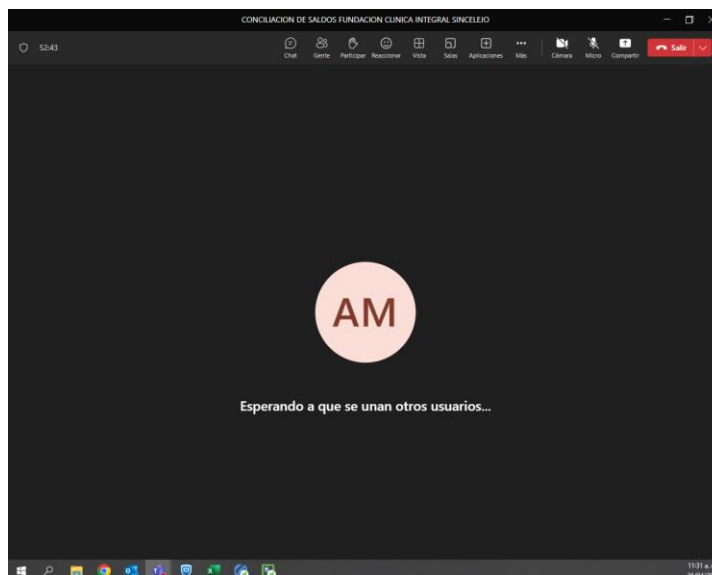 CONCILIACION DE SALDOS FUNDACION CLINICA INTEGRAL SINCELEJO
52:43
Chat Gente Participar Reaccionar Vista Salas Aplicaciones Más Cámara Micro Compartir Salir
AM
Esperando a que se unan otros usuarios...
11:31 a.